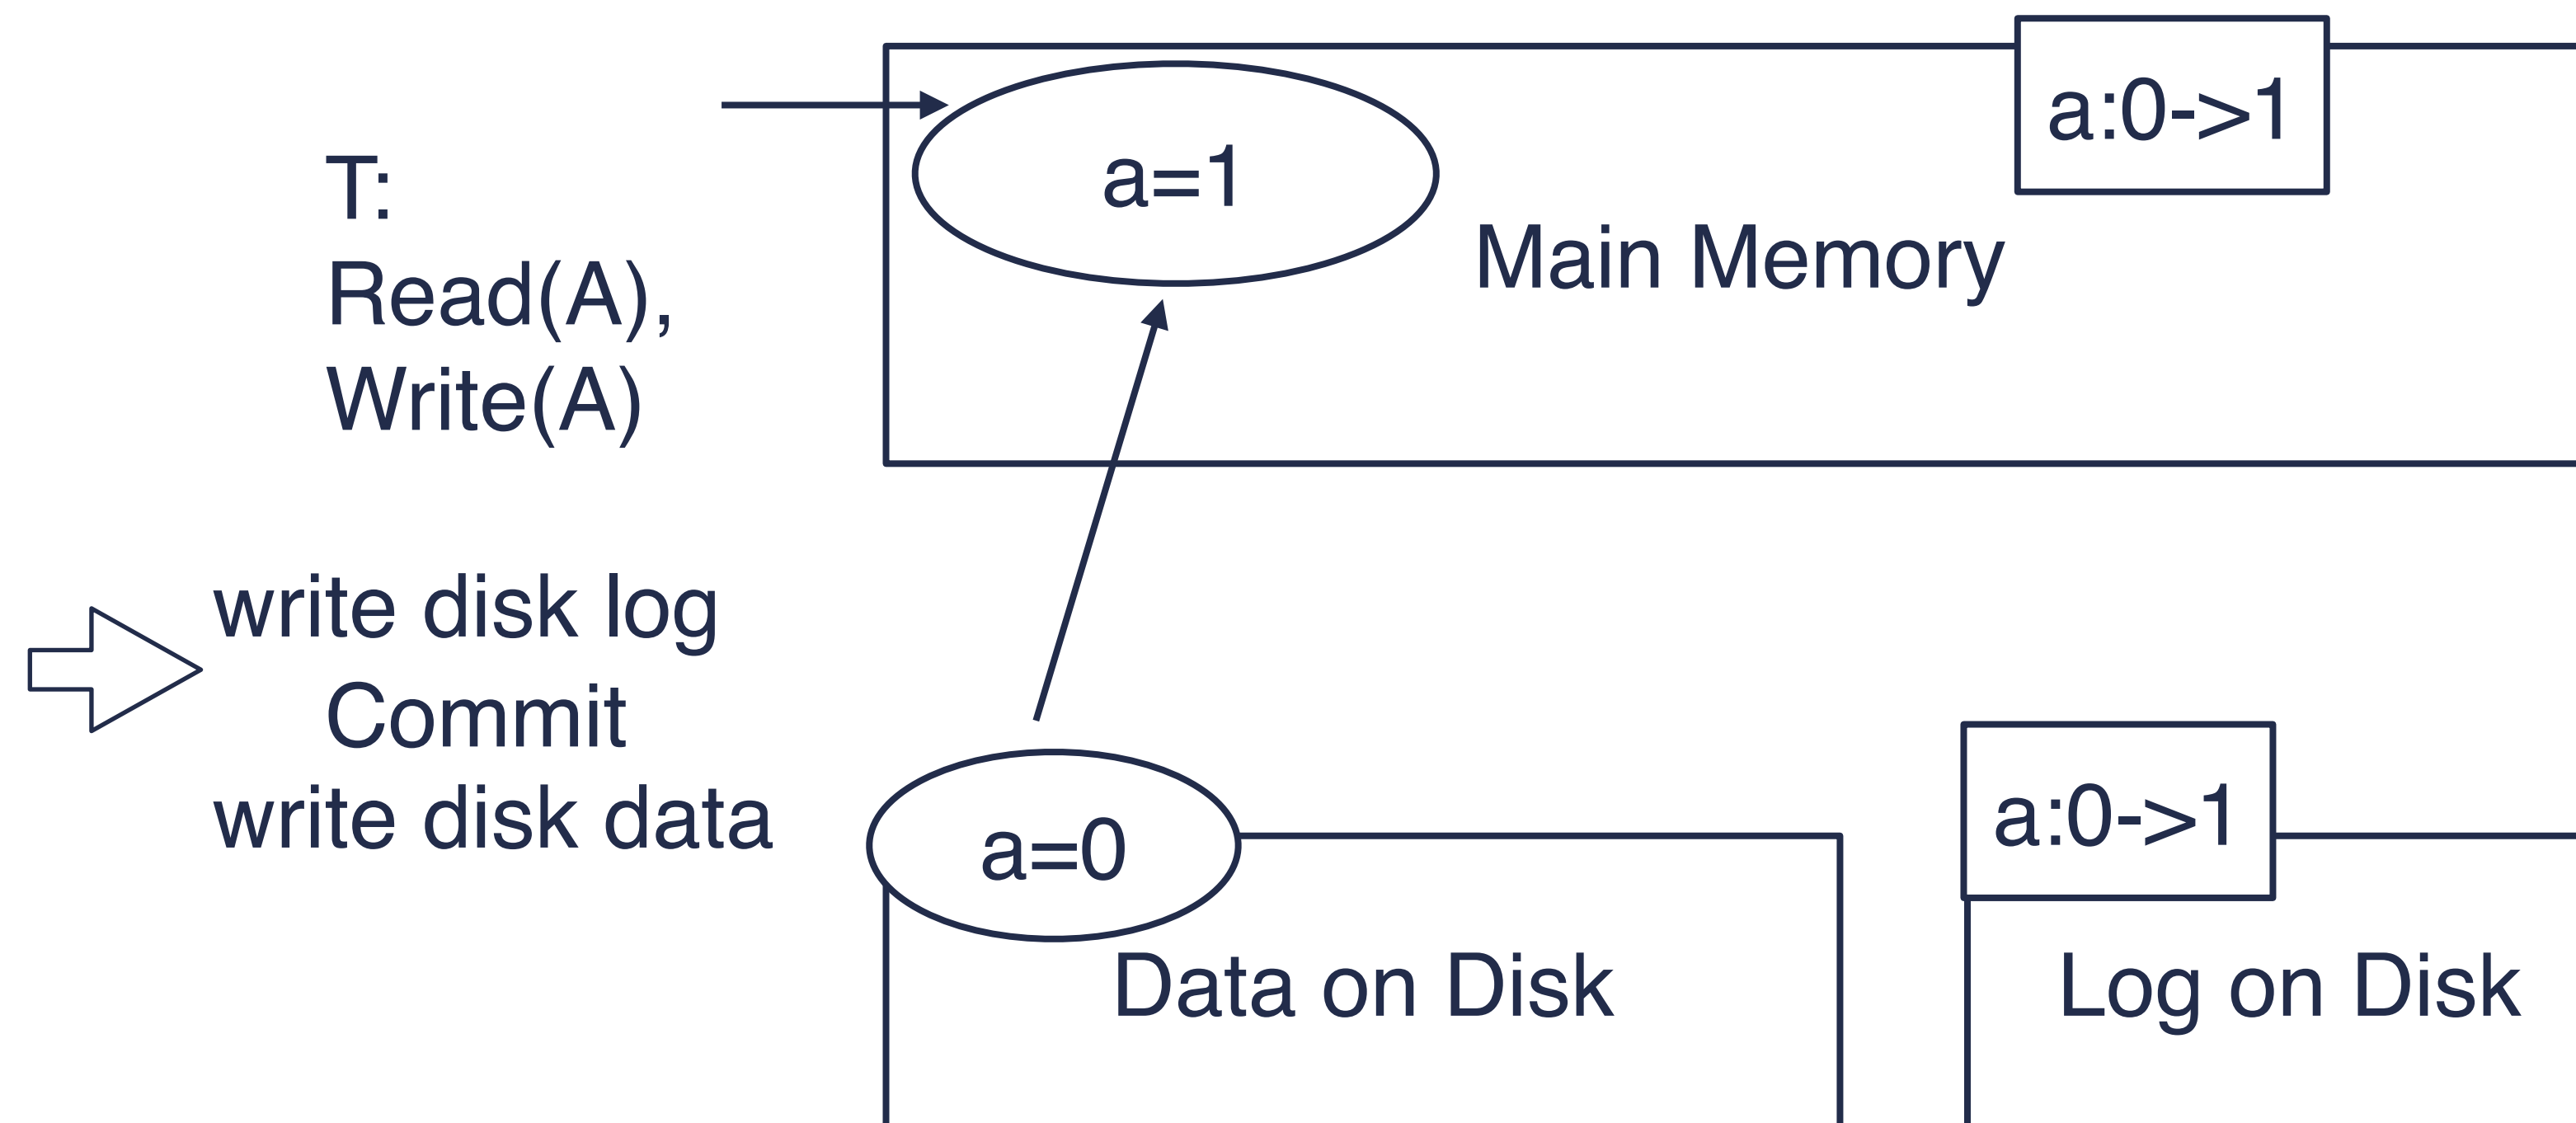 a:0->1
a=1
T:
Main Memory
Read(A),
Write(A)
write disk log
Commit
write disk data
a=0
a:0->1
Data on Disk
Log on Disk